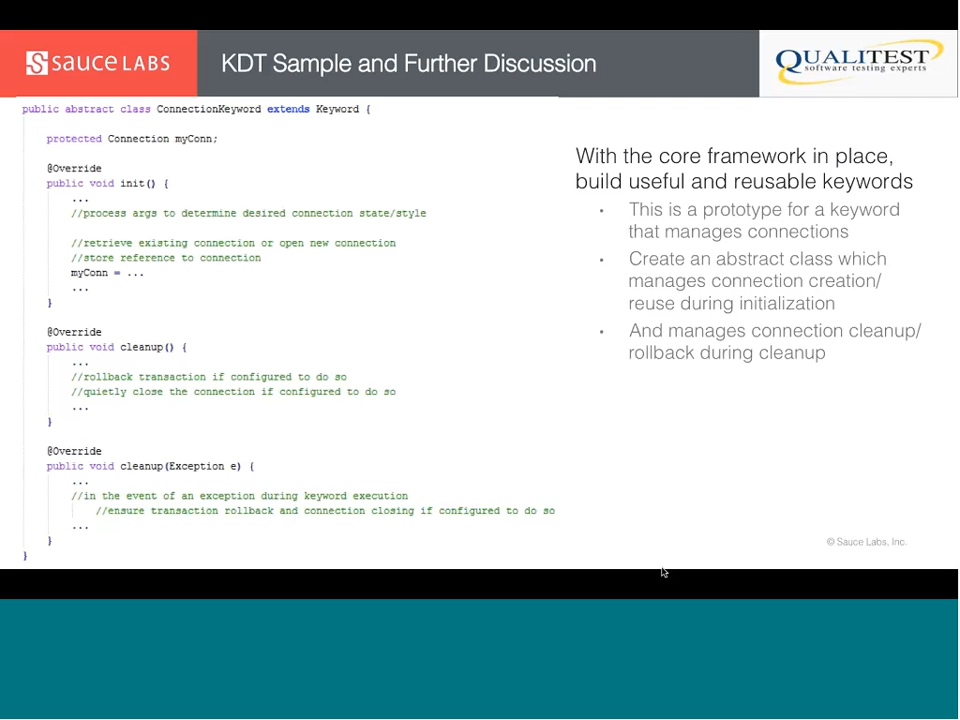 SAUCE LABS
KDT Sample and Further Discussion
QUALITEST
software testing experts
public abstract class ConnectionKeyword extends Keyword {
protected Connection myConn;
@Override
public void init() {
...
//process args to determine desired connection state/style
//retrieve existing connection or open new connection
//store reference to connection
myConn = ...
...
}
@Override
public void cleanup() {
...
//rollback transaction if configured to do so
//quietly close the connection if configured to do so
...
}
@Override
public void cleanup(Exception e) {
...
//in the event of an exception during keyword execution
//ensure transaction rollback and connection closing if configured to do so
...
}
}
With the core framework in place,
build useful and reusable keywords
• This is a prototype for a keyword
that manages connections
• Create an abstract class which
manages connection creation/
reuse during initialization
• And manages connection cleanup/
rollback during cleanup
© Sauce Labs, Inc.